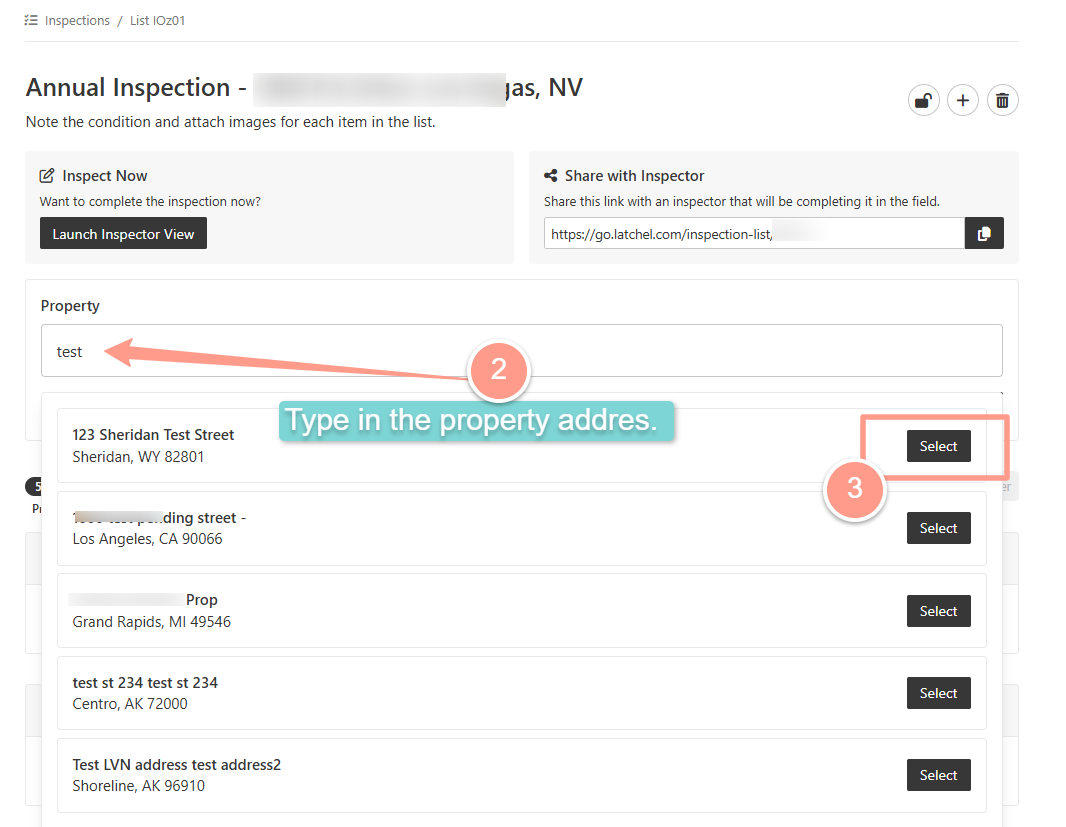 Inspections / List IOz01
Annual Inspection - gas, NV
Note the condition and attach images for each item in the list.
Inspect Now
Want to complete the inspection now?
Launch Inspector View
Share with Inspector
Share this link with an inspector that will be completing it in the field.
https://go.latchel.com/inspection-list/
Property
test
2
Type in the property addres.
123 Sheridan Test Street
Sheridan, WY 82801
Select
3
5
Pr
er
pending street -
Los Angeles, CA 90066
Select
Prop
Grand Rapids, MI 49546
Select
test st 234 test st 234
Centro, AK 72000
Select
Test LVN address test address2
Shoreline, AK 96910
Select